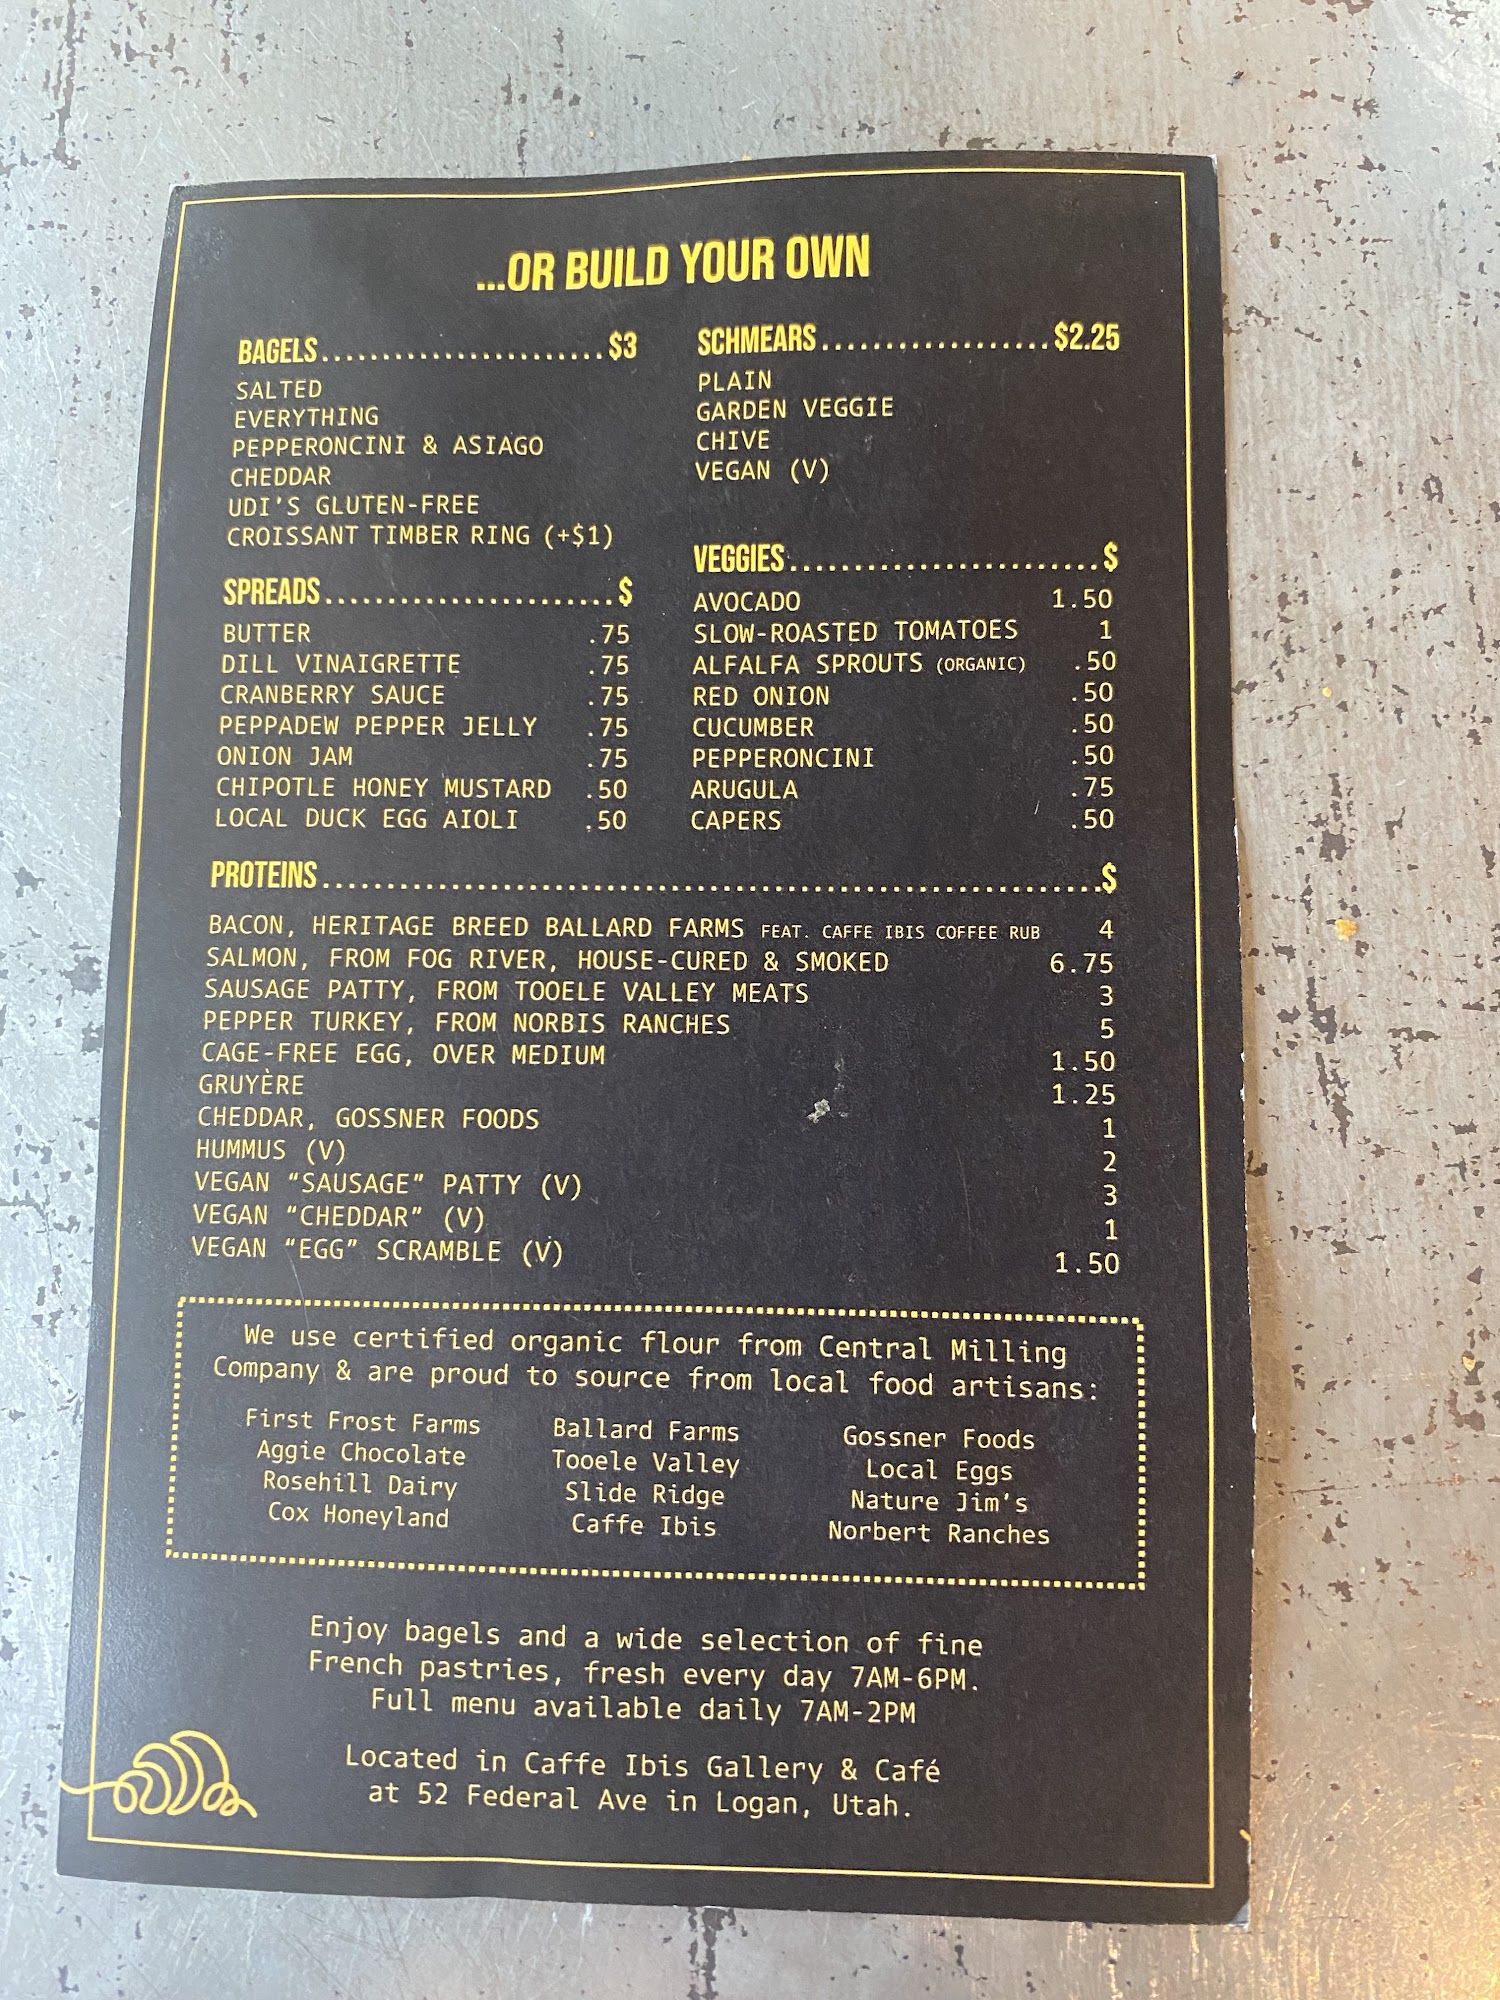 ...OR BUILD YOUR OWN
BAGELS.......................$3
SALTED
EVERYTHING
PEPPERONCINI & ASIAGO
CHEDDAR
UDI'S GLUTEN-FREE
CROISSANT TIMBER RING (+$1)
SPREADS.......................$
BUTTER .75
DILL VINAIGRETTE .75
CRANBERRY SAUCE .75
PEPPADEW PEPPER JELLY .75
ONION JAM .75
CHIPOTLE HONEY MUSTARD .50
LOCAL DUCK EGG AIOLI .50
SCHMEARS..................$2.25
PLAIN
GARDEN VEGGIE
CHIVE
VEGAN (V)
VEGGIES........................$
AVOCADO 1.50
SLOW-ROASTED TOMATOES 1
ALFALFA SPROUTS (ORGANIC) .50
RED ONION .50
CUCUMBER .50
PEPPERONCINI .50
ARUGULA .75
CAPERS .50
PROTEINS............................................................$
BACON, HERITAGE BREED BALLARD FARMS FEAT. CAFFE IBIS COFFEE RUB 4
SALMON, FROM FOG RIVER, HOUSE-CURED & SMOKED 6.75
SAUSAGE PATTY, FROM TOOELE VALLEY MEATS 3
PEPPER TURKEY, FROM NORBIS RANCHES 5
CAGE-FREE EGG, OVER MEDIUM 1.50
GRUYÈRE 1.25
CHEDDAR, GOSSNER FOODS 1
HUMMUS (V) 2
VEGAN “SAUSAGE” PATTY (V) 3
VEGAN “CHEDDAR” (V) 1
VEGAN “EGG” SCRAMBLE (V) 1.50
We use certified organic flour from Central Milling
Company & are proud to source from local food artisans:
First Frost Farms
Aggie Chocolate
Rosehill Dairy
Cox Honeyland
Ballard Farms
Tooele Valley
Slide Ridge
Caffe Ibis
Gossner Foods
Local Eggs
Nature Jim's
Norbert Ranches
Enjoy bagels and a wide selection of fine
French pastries, fresh every day 7AM-6PM.
Full menu available daily 7AM-2PM
Located in Caffe Ibis Gallery & Café
at 52 Federal Ave in Logan, Utah.